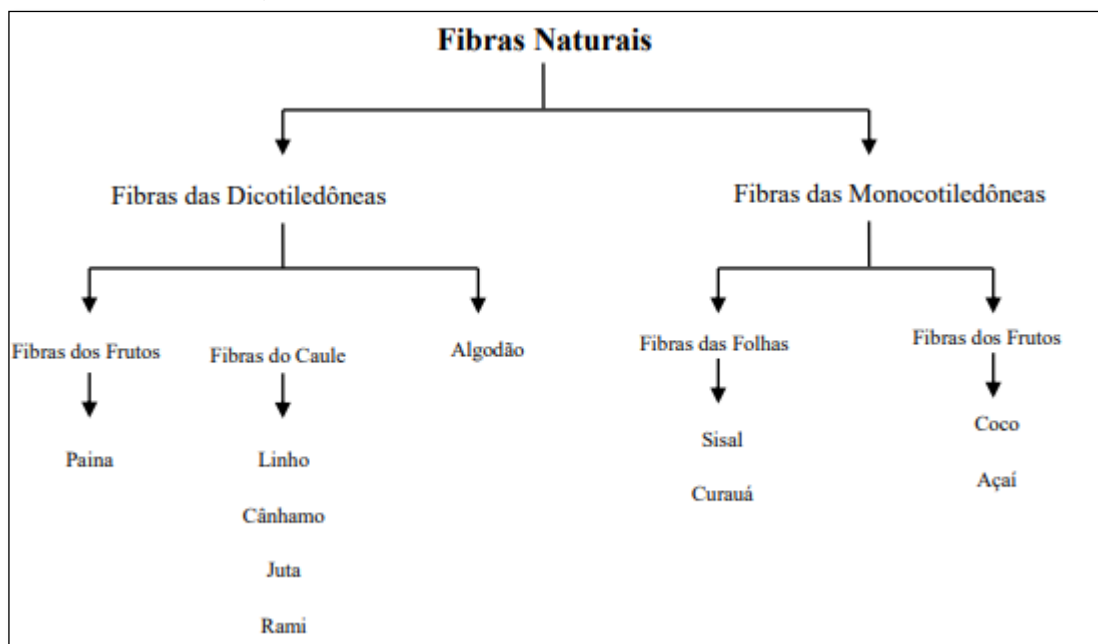 Fibras Naturais
Fibras das Dicotiledôneas
Fibras das Monocotiledôneas
Fibras dos Frutos
Fibras do Caule
Algodão
Fibras das Folhas
Fibras dos Frutos
Paina
Linho
Cânhamo
Juta
Rami
Sisal
Curauá
Coco
Açaí